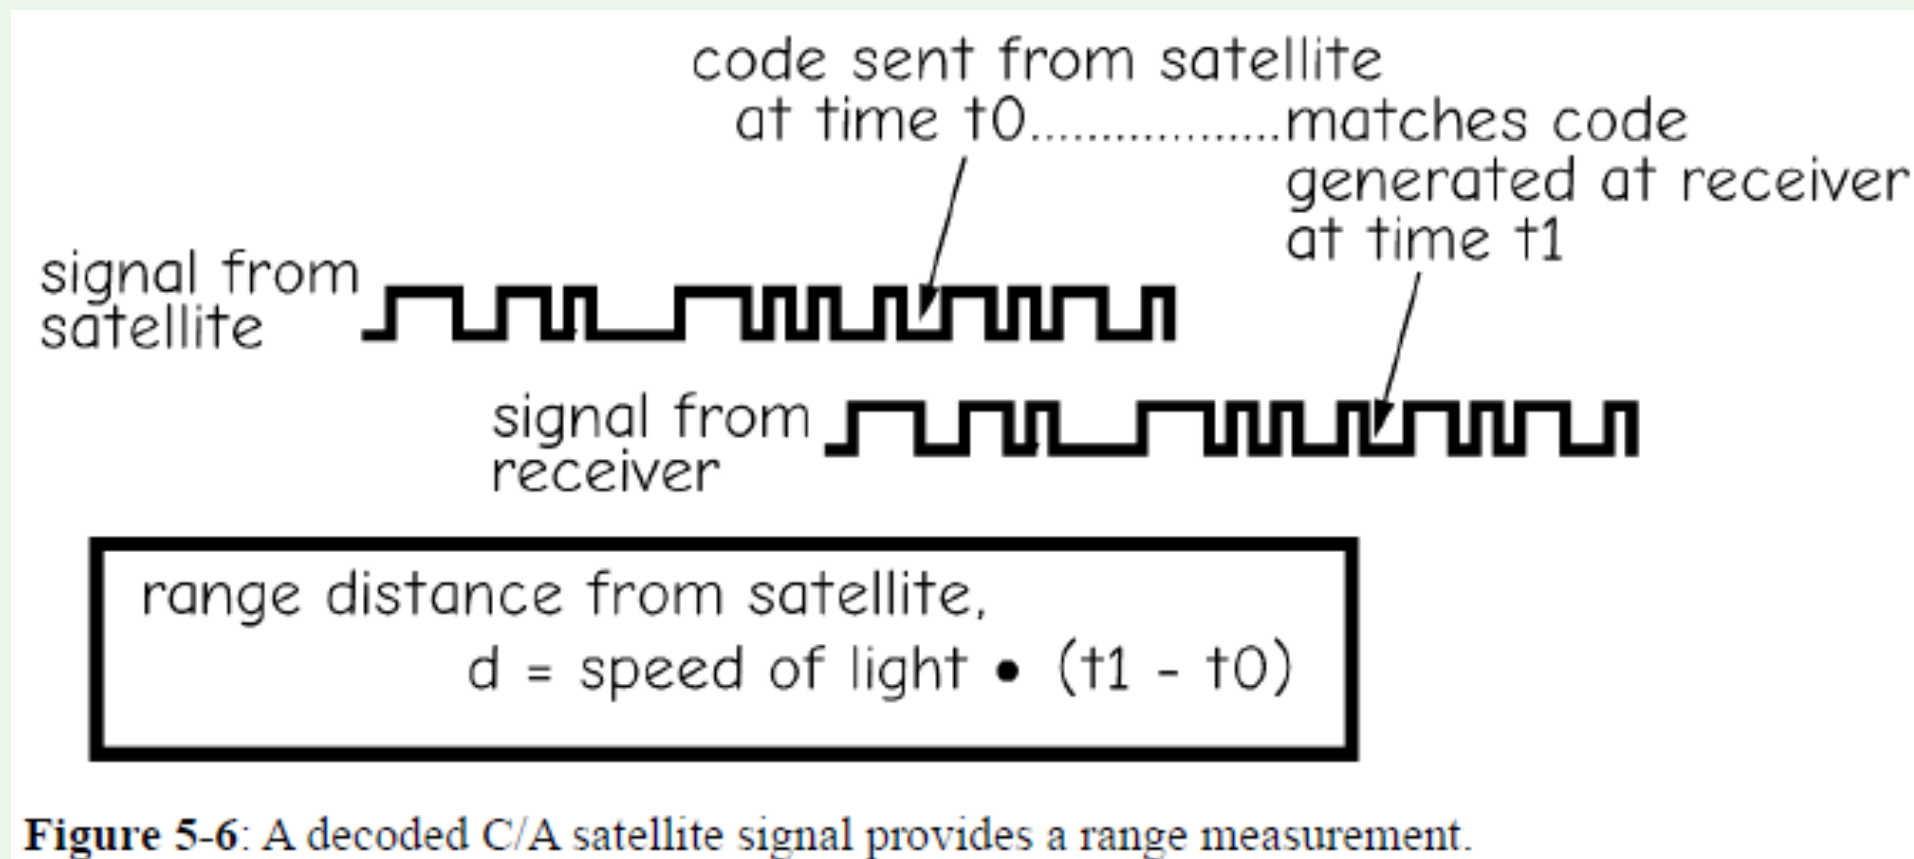 code sent from satellite
at time t0...................matches code
generated at receiver
at time t1
signal from
satellite
signal from
receiver
range distance from satellite,
d = speed of light • (t1 - t0)
Figure 5-6: A decoded C/A satellite signal provides a range measurement.